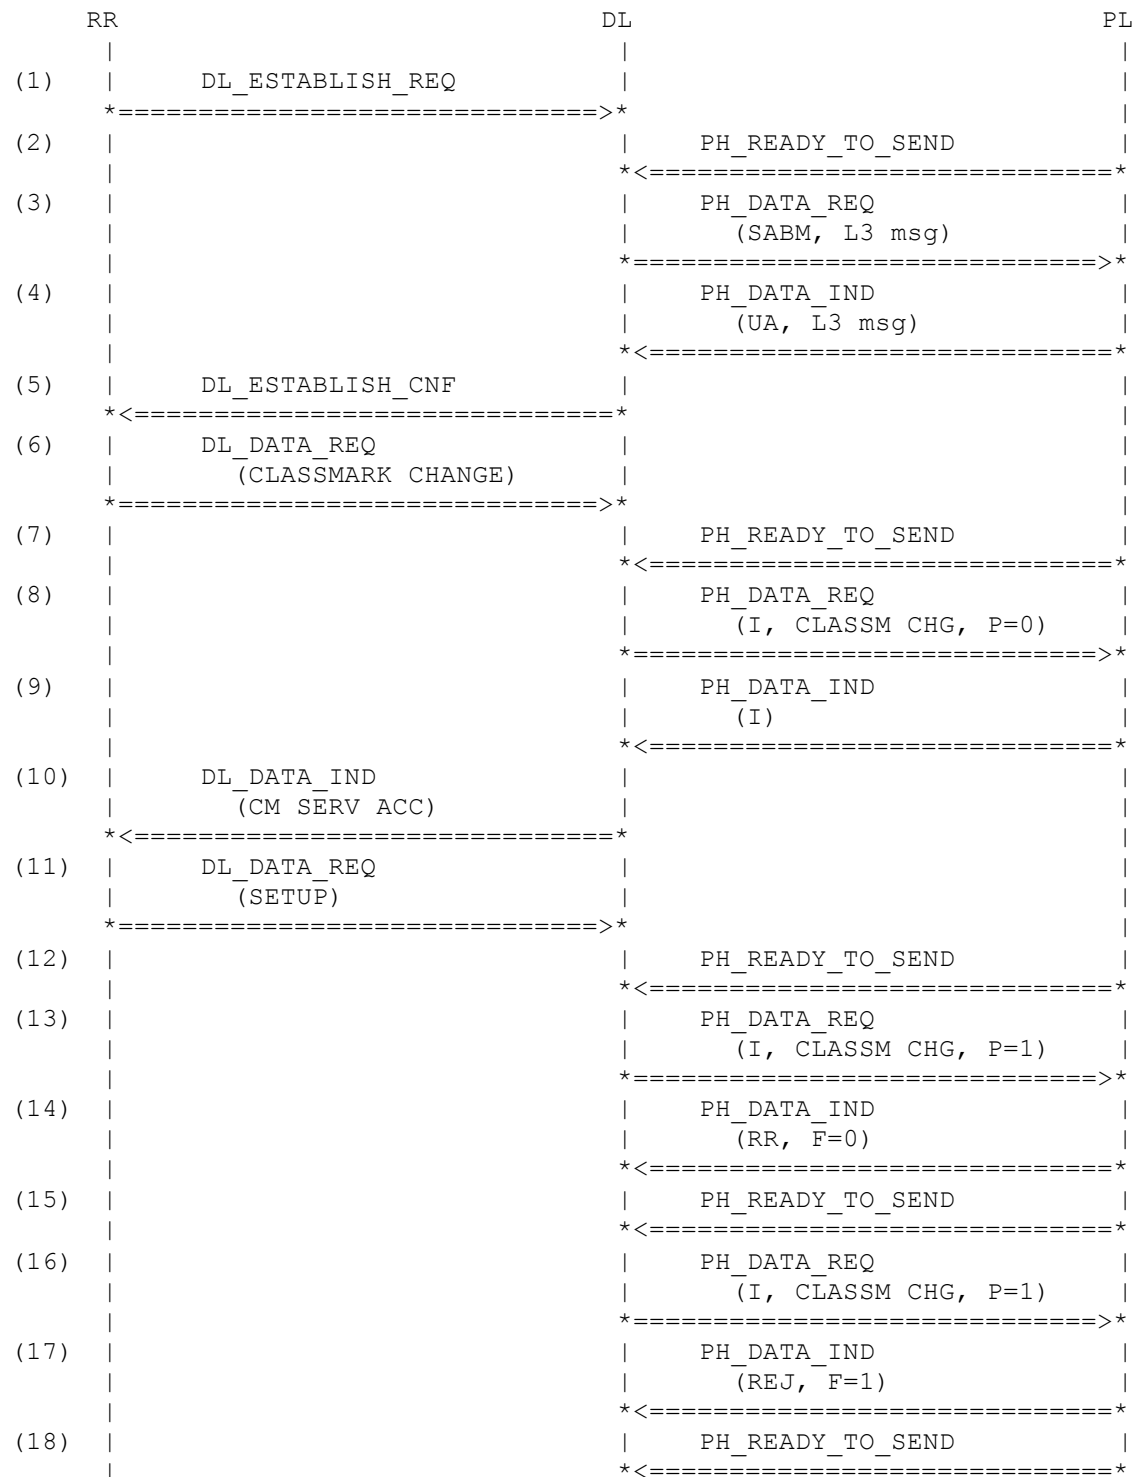 RR DL PL
| | |
(1) | DL_ESTABLISH_REQ | |
*==============================>* |
(2) | | PH_READY_TO_SEND |
| *<=============================*
(3) | | PH_DATA_REQ |
| | (SABM, L3 msg) |
| *=============================>*
(4) | | PH_DATA_IND |
| | (UA, L3 msg) |
| *<=============================*
(5) | DL_ESTABLISH_CNF | |
*<==============================* |
(6) | DL_DATA_REQ | |
| (CLASSMARK CHANGE) | |
*==============================>* |
(7) | | PH_READY_TO_SEND |
| *<=============================*
(8) | | PH_DATA_REQ |
| | (I, CLASSM CHG, P=0) |
| *=============================>*
(9) | | PH_DATA_IND |
| | (I) |
| *<=============================*
(10) | DL_DATA_IND | |
| (CM SERV ACC) | |
*<==============================* |
(11) | DL_DATA_REQ | |
| (SETUP) | |
*==============================>* |
(12) | | PH_READY_TO_SEND |
| *<=============================*
(13) | | PH_DATA_REQ |
| | (I, CLASSM CHG, P=1) |
| *=============================>*
(14) | | PH_DATA_IND |
| | (RR, F=0) |
| *<=============================*
(15) | | PH_READY_TO_SEND |
| *<=============================*
(16) | | PH_DATA_REQ |
| | (I, CLASSM CHG, P=1) |
| *=============================>*
(17) | | PH_DATA_IND |
| | (REJ, F=1) |
| *<=============================*
(18) | | PH_READY_TO_SEND |
| *<=============================*